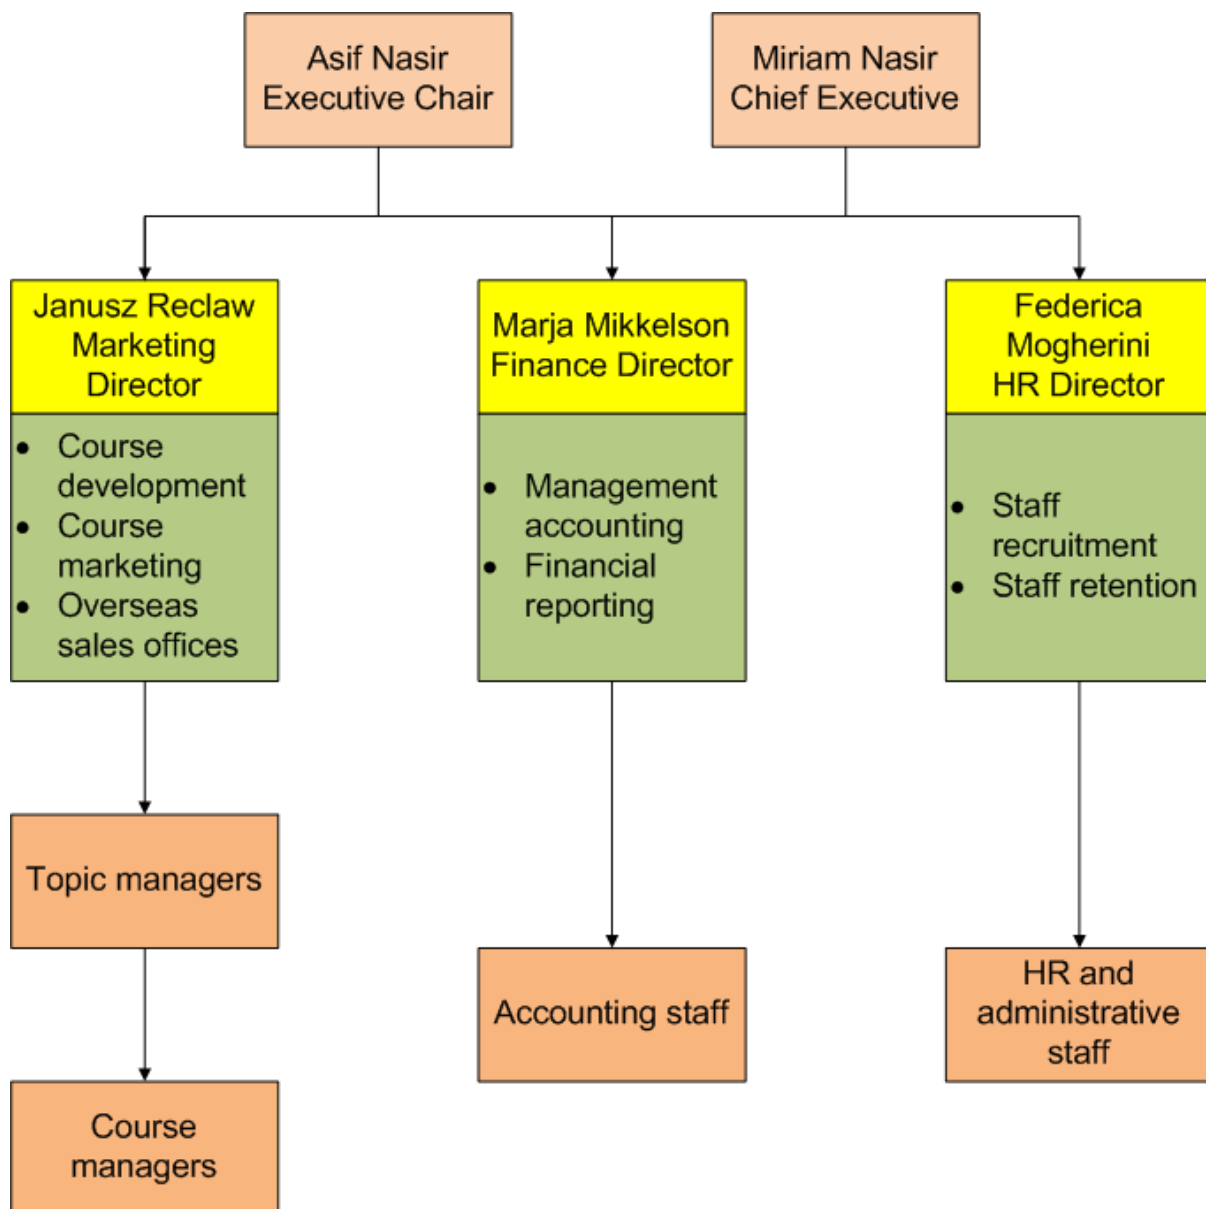 Asif Nasir
Executive Chair
Miriam Nasir
Chief Executive
Janusz Reclaw
Marketing
Director
Marja Mikkelson
Finance Director
Federica
Mogherini
HR Director
• Course
development
• Course
marketing
• Overseas
sales offices
• Management
accounting
• Financial
reporting
• Staff
recruitment
• Staff retention
Topic managers
Accounting staff
HR and
administrative
staff
Course
managers